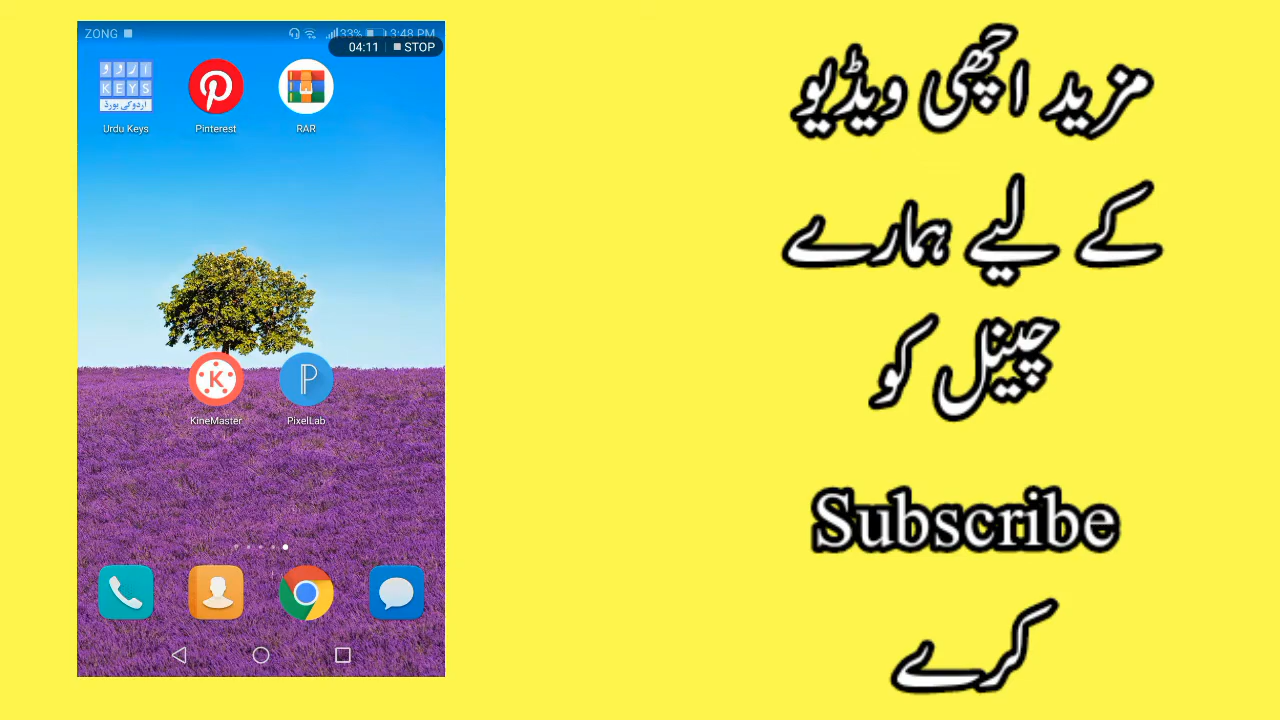 ZONG 33% 3:48 PM
04:11 STOP
اردو
KEYS
اردو کی بورڈ
Urdu Keys Pinterest RAR
KineMaster PixelLab
مزید اچھی ویڈیو
کے لیے ہمارے
چینل کو
Subscribe
کرے